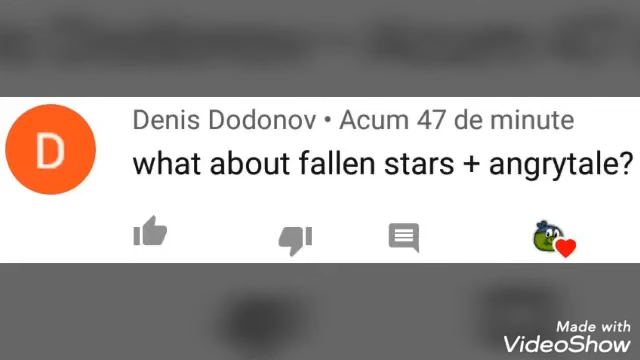 D
Denis Dodonov • Acum 47 de minute
what about fallen stars + angrytale?
Made with
VideoShow